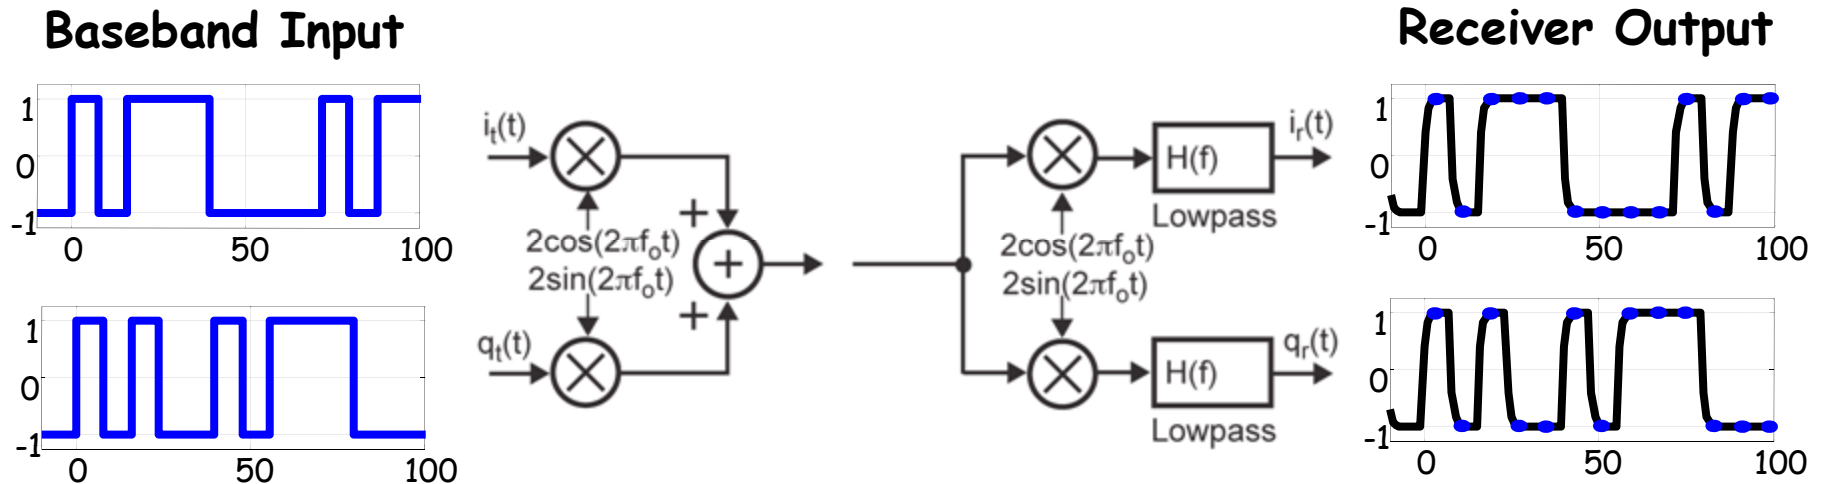 Baseband Input
1
0
-1
0 50 100
1
0
-1
0 50 100
i_t(t)
+
2cos(2πf_ot)
2sin(2πf_ot)
+
+
q_t(t)
i_r(t)
H(f)
Lowpass
2cos(2πf_ot)
2sin(2πf_ot)
q_r(t)
H(f)
Lowpass
Receiver Output
1
0
-1
0 50 100
1
0
-1
0 50 100